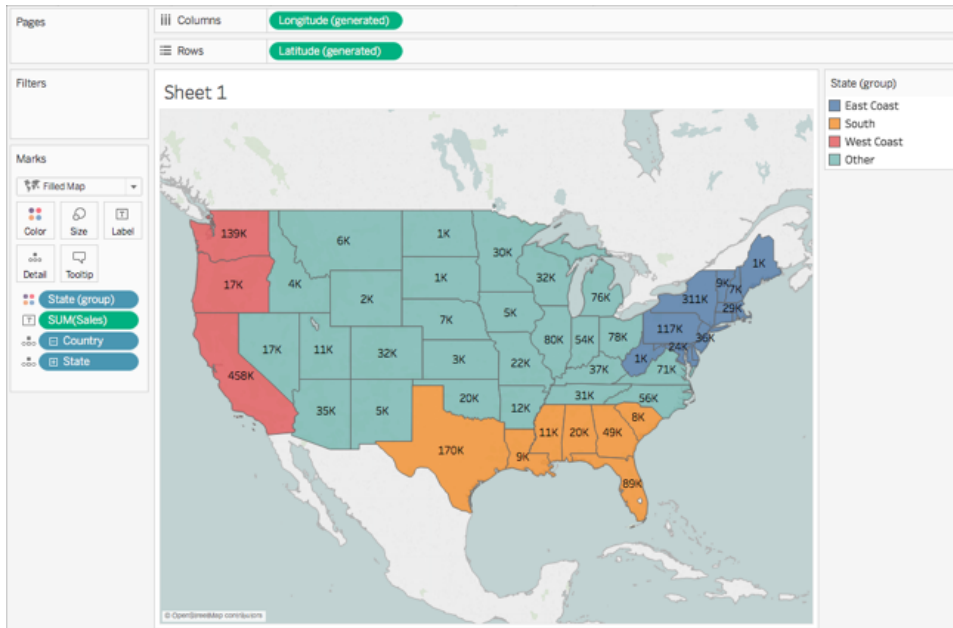 Pages
Columns
Longitude (generated)
Rows
Latitude (generated)
Filters
Sheet 1
State (group)
East Coast
South
West Coast
Other
Marks
Filled Map
Color
Size
Label
Detail
Tooltip
State (group)
SUM(Sales)
Country
State
139K
6K
1K
30K
1K
17K
4K
1K
32K
9K
7K
311K
2K
76K
29K
7K
5K
117K
36K
17K
11K
32K
80K
54K
78K
24K
3K
22K
1K
71K
458K
37K
35K
5K
20K
12K
31K
56K
170K
9K
11K
20K
49K
8K
89K
© OpenStreetMap contributors